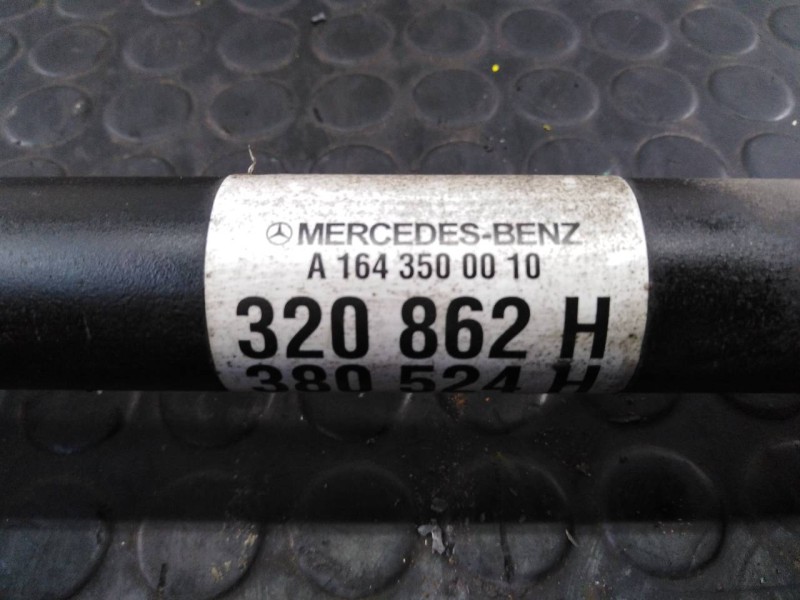 MERCEDES-BENZ
A 164 350 00 10
320 862 H
380 524 H